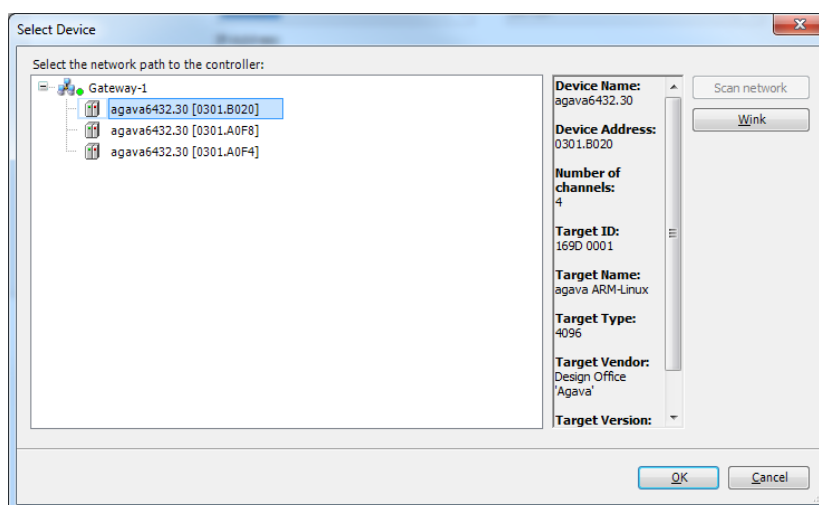 Select Device
Select the network path to the controller:
Gateway-1
agava6432.30 [0301.B020]
agava6432.30 [0301.A0F8]
agava6432.30 [0301.A0F4]
Device Name:
agava6432.30
Device Address:
0301.B020
Number of
channels:
4
Target ID:
169D 0001
Target Name:
agava ARM-Linux
Target Type:
4096
Target Vendor:
Design Office
'Agava'
Target Version:
Scan network
Wink
OK
Cancel